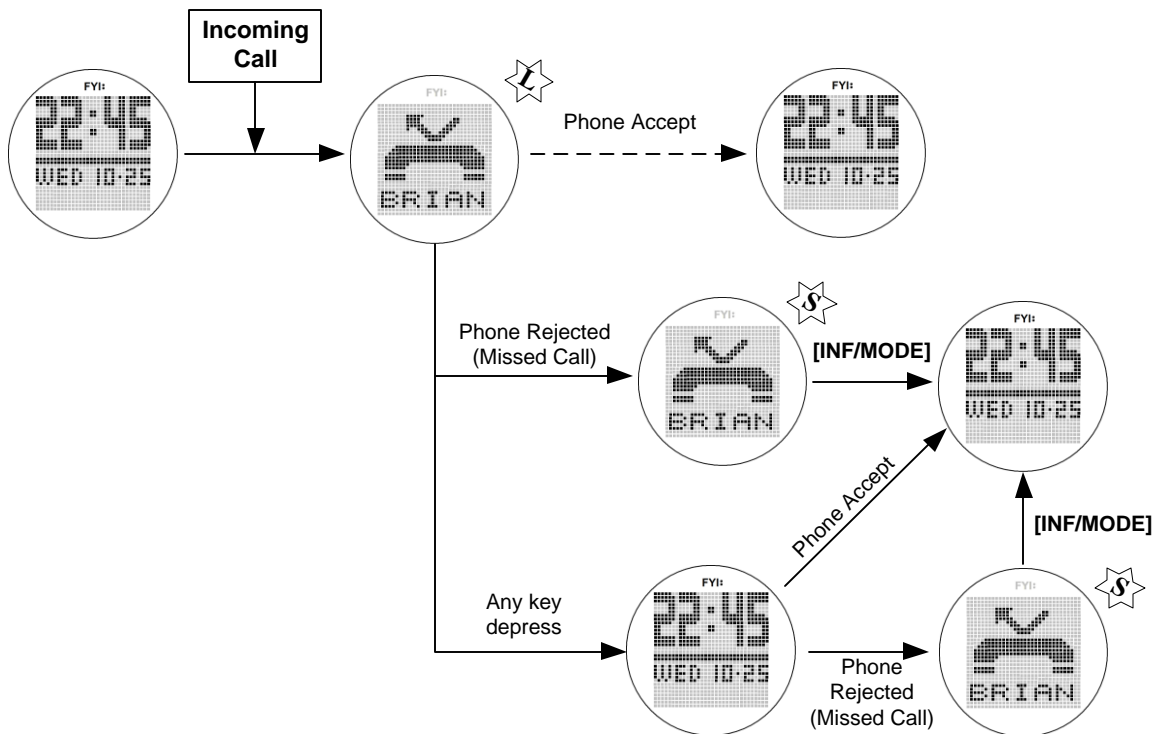 Incoming
Call
FYI:
22:45
WED 10·25
FYI:
BRIAN
L
Phone Accept
FYI:
22:45
WED 10·25
Phone Rejected
(Missed Call)
FYI:
BRIAN
S
[INF/MODE]
FYI:
22:45
WED 10·25
Phone Accept
[INF/MODE]
Any key
depress
FYI:
22:45
WED 10·25
Phone
Rejected
(Missed Call)
FYI:
BRIAN
S